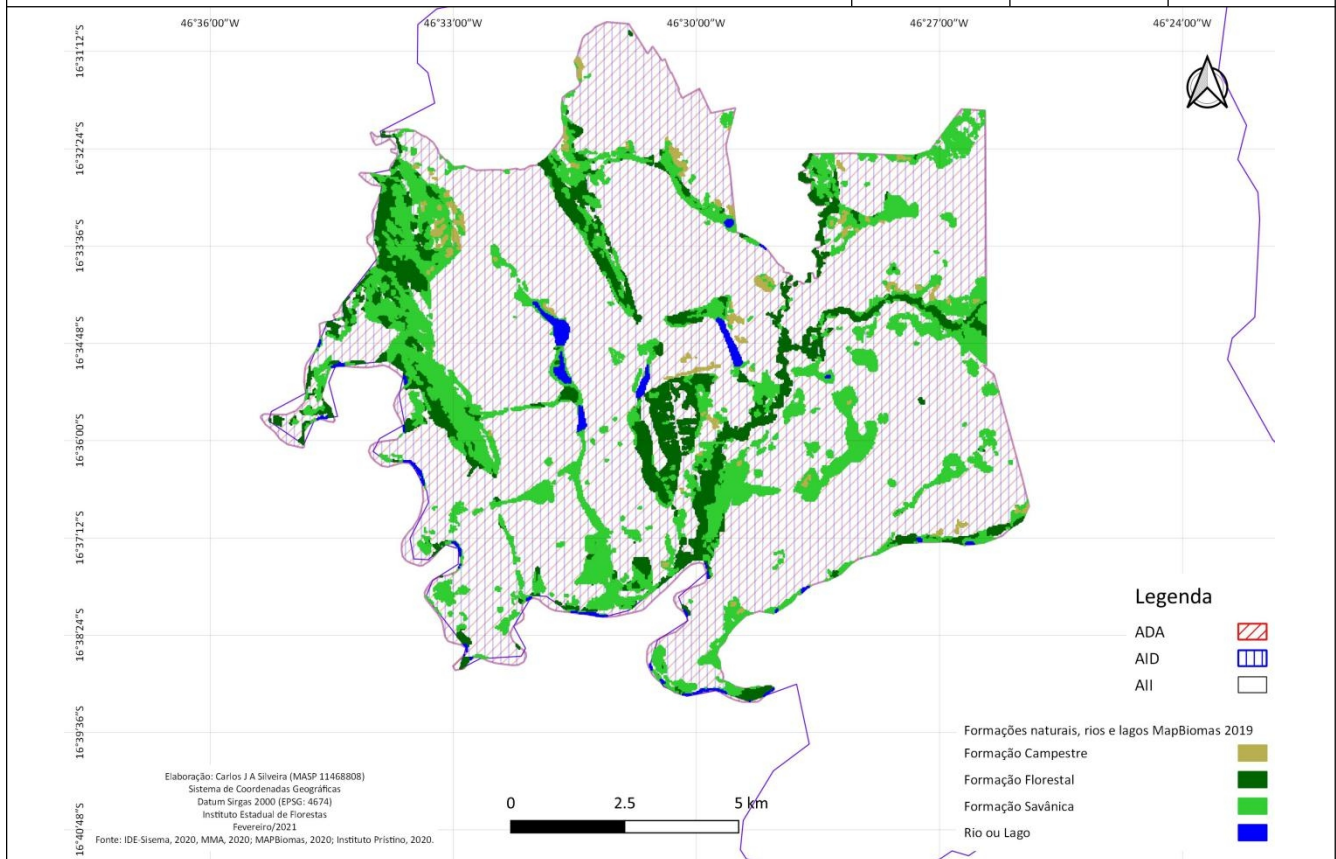 46°36'00"W
46°33'00"W
46°30'00"W
46°27'00"W
46°24'00"W
16°31'12"S
16°32'24"S
16°33'36"S
16°34'48"S
16°36'00"S
16°37'12"S
16°38'24"S
16°39'36"S
16°40'48"S
Legenda
ADA
AID
AII
Formações naturais, rios e lagos MapBiomas 2019
Formação Campestre
Formação Florestal
Formação Savânica
Rio ou Lago
Elaboração: Carlos J A Silveira (MASP 11468808)
Sistema de Coordenadas Geográficas
Datum Sirgas 2000 (EPSG: 4674)
Instituto Estadual de Florestas
Fevereiro/2021
Fonte: IDE-Sisema, 2020, MMA, 2020; MAPBiomas, 2020; Instituto Prístino, 2020.
0 2.5 5 km